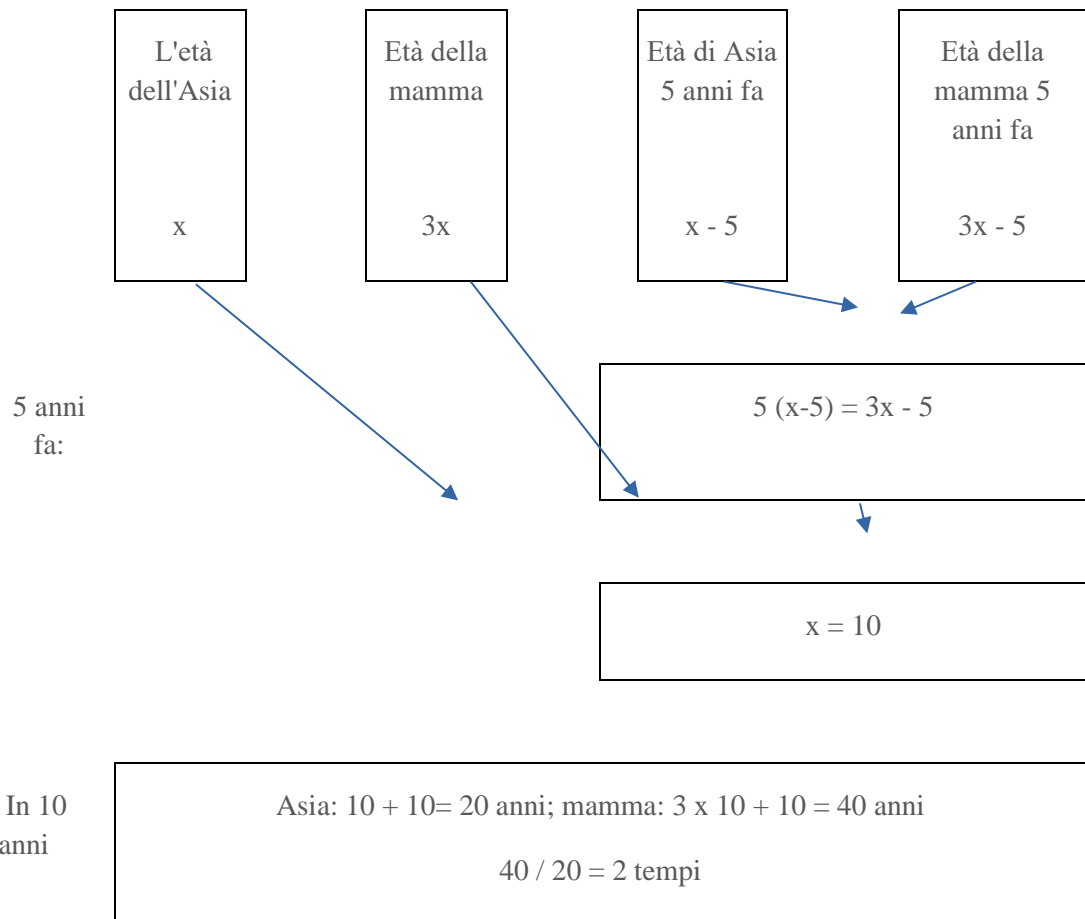 L'età
dell'Asia
x
Età della
mamma
3x
Età di Asia
5 anni fa
x - 5
Età della
mamma 5
anni fa
3x - 5
5 anni
fa:
5 (x-5) = 3x - 5
x = 10
In 10
anni
Asia: 10 + 10= 20 anni; mamma: 3 x 10 + 10 = 40 anni
40 / 20 = 2 tempi